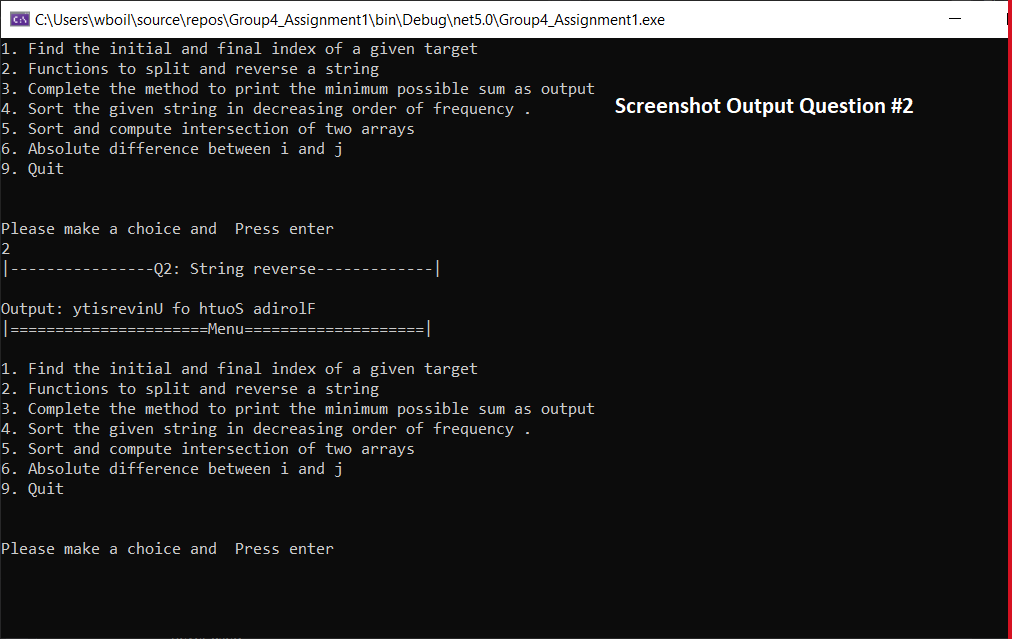 C:\Users\wboil\source\repos\Group4_Assignment1\bin\Debug\net5.0\Group4_Assignment1.exe
1. Find the initial and final index of a given target
2. Functions to split and reverse a string
3. Complete the method to print the minimum possible sum as output
Screenshot Output Question #2
4. Sort the given string in decreasing order of frequency .
5. Sort and compute intersection of two arrays
6. Absolute difference between i and j
9. Quit
Please make a choice and  Press enter
2
|----------------Q2: String reverse-------------|
Output: ytisrevinU fo htuoS adirolF
|======================Menu====================|
1. Find the initial and final index of a given target
2. Functions to split and reverse a string
3. Complete the method to print the minimum possible sum as output
4. Sort the given string in decreasing order of frequency .
5. Sort and compute intersection of two arrays
6. Absolute difference between i and j
9. Quit
Please make a choice and  Press enter